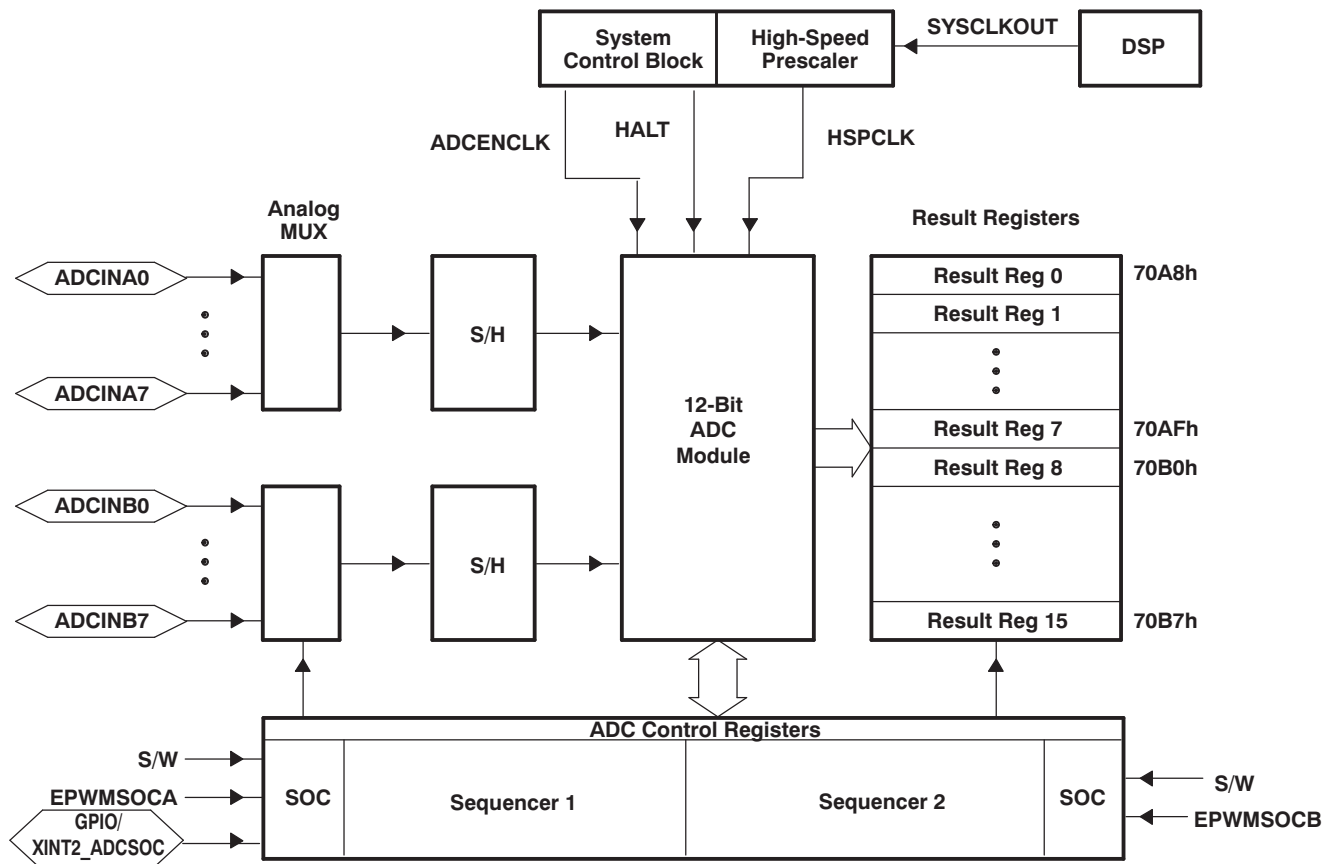 System
Control Block
High-Speed
Prescaler
SYSCLKOUT
DSP
ADCENCLK
HALT
HSPCLK
Analog
MUX
Result Registers
ADCINA0
S/H
ADCINA7
12-Bit
ADC
Module
Result Reg 0
70A8h
Result Reg 1
Result Reg 7
70AFh
Result Reg 8
70B0h
ADCINB0
S/H
ADCINB7
Result Reg 15
70B7h
ADC Control Registers
S/W
EPWMSOCA
GPIO/
XINT2_ADCSOC
SOC
Sequencer 1
Sequencer 2
SOC
S/W
EPWMSOCB